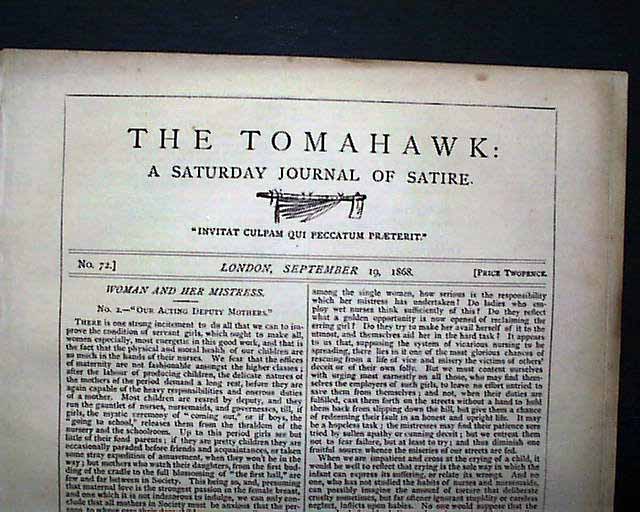 THE TOMAHAWK:
A SATURDAY JOURNAL OF SATIRE.
"INVITAT CULPAM QUI PECCATUM PRÆTERIT."
No. 72.]
LONDON, SEPTEMBER 19, 1868.
[PRICE TWOPENCE.
WOMAN AND HER MISTRESS.
No. 2.—"OUR ACTING DEPUTY MOTHERS."
THERE is one strong incitement to do all that we can to im-
prove the condition of servant girls, which ought to make all,
women especially, most energetic in this good work, and that is
the fact that the physical and moral health of our children are
so much in the hands of their nurses. We fear that the offices
of maternity are not fashionable amongst the higher classes;
after the labour of producing children, the delicate natures of
the mothers of the period demand a long rest, before they are
again capable of the heavy responsibilities and onerous duties
of a mother. Most children are reared by deputy, and they
run the gauntlet of nurses, nursemaids, and governesses, till, if
girls, the mystic ceremony of "coming out," or if boys, the
"going to school," releases them from the thraldom of the
nursery and the schoolroom. Up to this period girls see but
little of their fond parents; if they are pretty children they are
occasionally paraded before friends and acquaintances, or taken
some stray expedition of amusement, when they won't be in the
way; but mothers who watch their daughters, from the first bud-
ding of the cradle to the full blossoming of "the first ball," are
few and far between in Society. This being so, and, presuming
that maternal love is the strongest passion in the female breast,
and one which it is not indecorous to indulge, we can only con-
clude that all mothers in Society must be anxious that the per-
among the single women, how serious is the responsibility
which her mistress has undertaken? Do ladies who em-
ploy wet nurses think sufficiently of this? Do they reflect
what a golden opportunity is now opened of reclaiming the
erring girl? Do they try to make her avail herself of it to the
utmost, and themselves aid her in the hard task? It appears
to us that, supposing the system of vicarious nursing to be
spreading, there lies in it one of the most glorious chances of
rescuing from a life of vice and misery the victims of others'
deceit or of their own folly. But we must content ourselves
with urging most earnestly on all those, who may find them-
selves the employers of such girls, to leave no effort untried to
save them from themselves; and not, when their duties are
fulfilled, cast them forth on the streets without a hand to hold
them back from slipping down the hill, but give them a chance
of redeeming their fault in an honest and upright life. It may
be a hopeless task; the mistresses may find their patience sore
tried by sullen apathy or cunning deceit; but we entreat them
not to fear failure, but at least to try; and thus diminish one
fruitful source whence the miseries of our streets are fed.
When we are impatient and cross at the crying of a child, it
would be well to reflect that crying is the sole way in which the
infant can express its suffering, or relate its wrongs. And no
one, who has not studied the habits of nurses and nursemaids,
can possibly imagine the amount of torture that deliberate
cruelty sometimes, but far oftener ignorant stupidity or careless
neglect, inflicts upon babies. No one would suppose that the